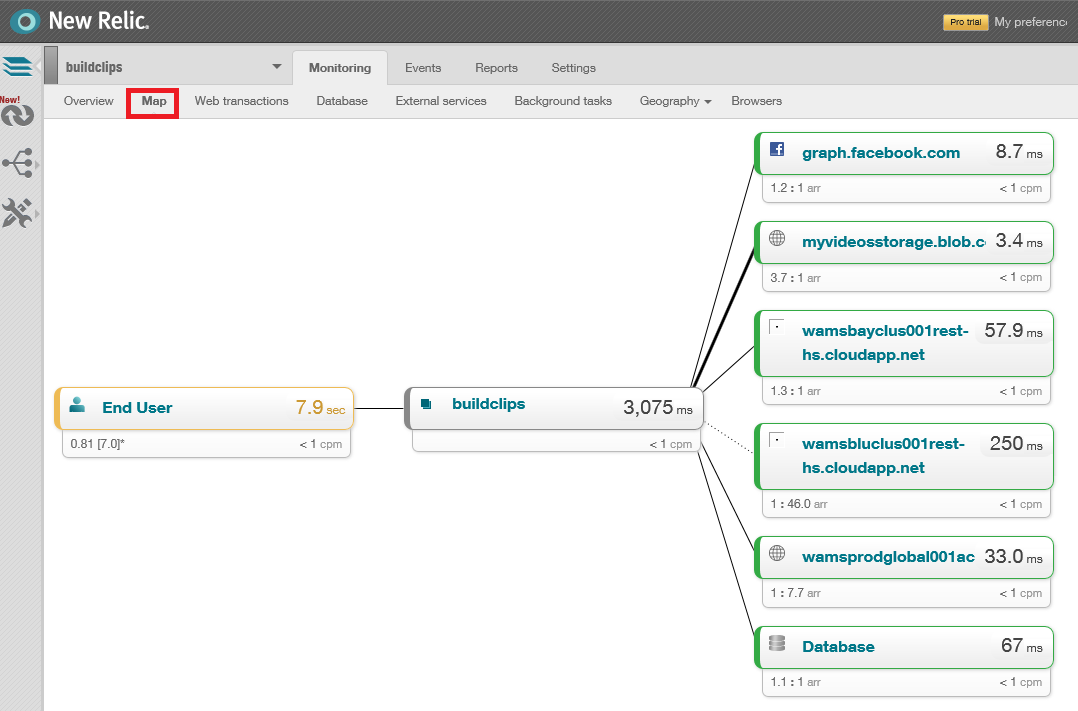 New Relic.
Pro trial My preferenc
buildclips Monitoring Events Reports Settings
Overview Map Web transactions Database External services Background tasks Geography Browsers
New!
graph.facebook.com 8.7 ms
1.2 : 1 arr < 1 cpm
myvideosstorage.blob.c 3.4 ms
3.7 : 1 arr < 1 cpm
wamsbayclus001rest- 57.9 ms
hs.cloudapp.net
1.3 : 1 arr < 1 cpm
End User 7.9 sec
0.81 [7.0]* < 1 cpm
buildclips 3,075 ms
< 1 cpm
wamsbluclus001rest- 250 ms
hs.cloudapp.net
1 : 46.0 arr < 1 cpm
wamsprodglobal001ac 33.0 ms
1 : 7.7 arr < 1 cpm
Database 67 ms
1.1 : 1 arr < 1 cpm